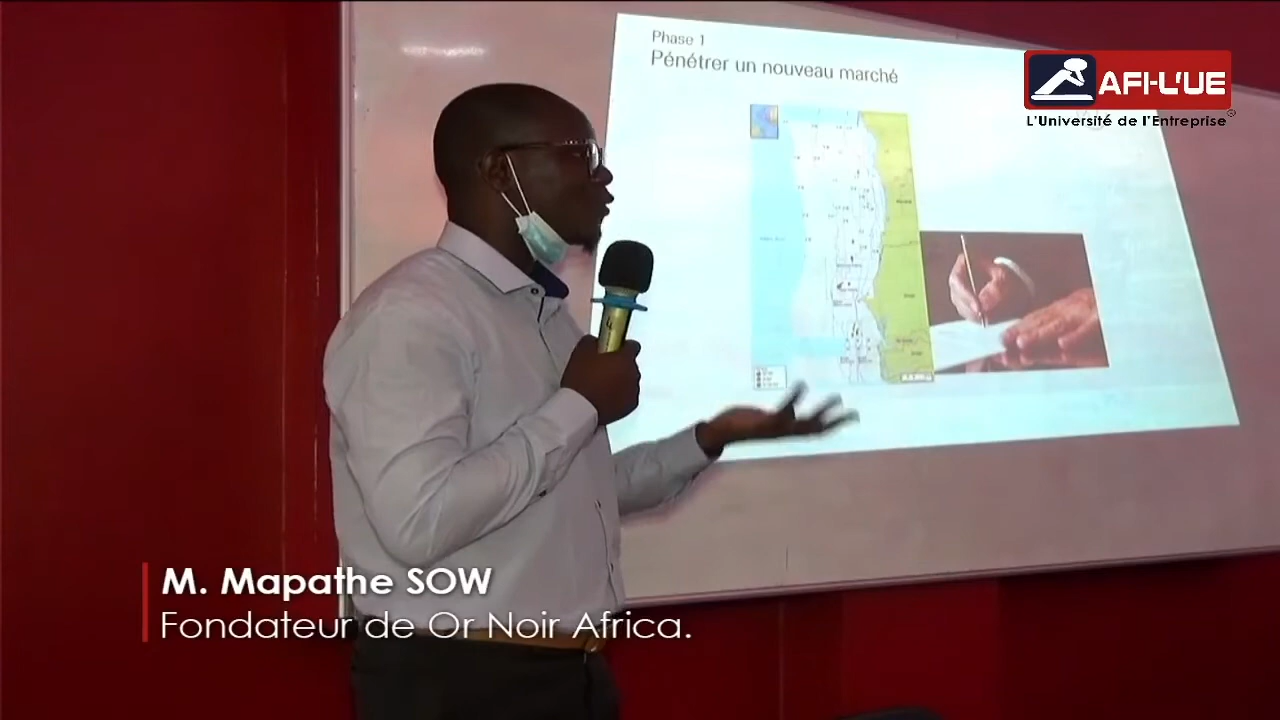 Phase 1
Pénétrer un nouveau marché
AFI-L'UE
L'Université de l'Entreprise®
M. Mapathe SOW
Fondateur de Or Noir Africa.